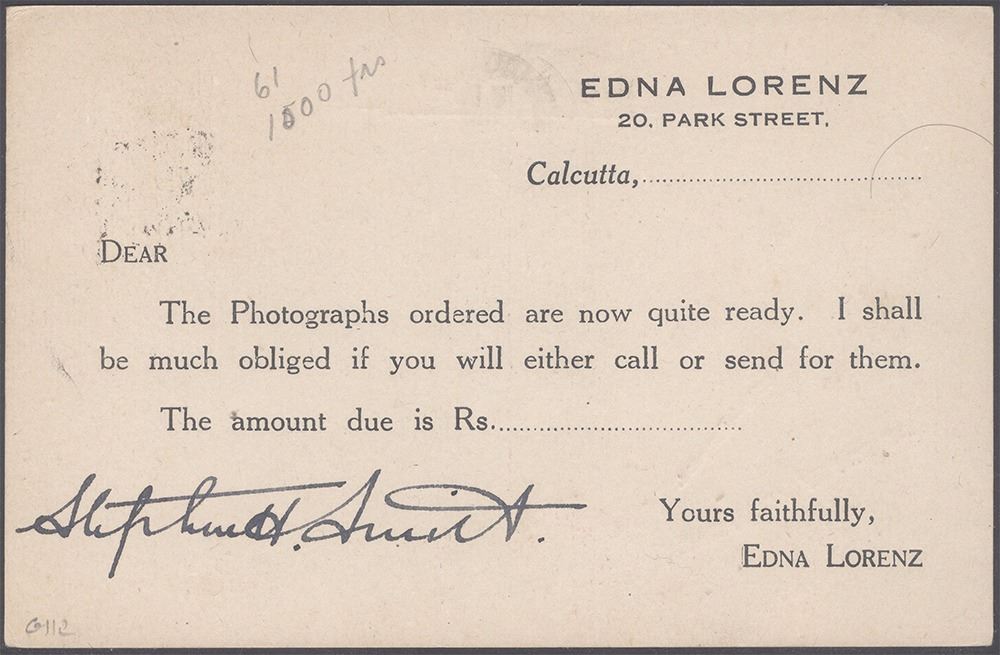 61
1500 frs
EDNA LORENZ
20, PARK STREET,
Calcutta,..............................................
DEAR
The Photographs ordered are now quite ready. I shall
be much obliged if you will either call or send for them.
The amount due is Rs..........................................
Stephen H. Smith.
Yours faithfully,
EDNA LORENZ
G112